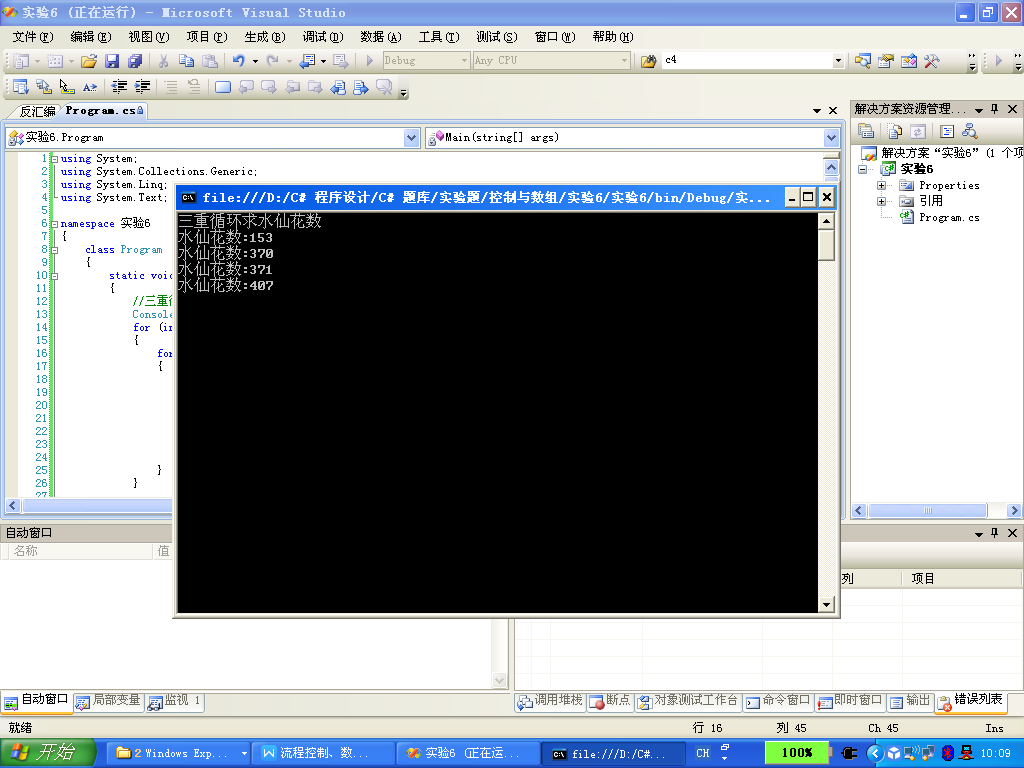 实验6 (正在运行) - Microsoft Visual Studio
文件(F) 编辑(E) 视图(V) 项目(P) 生成(B) 调试(D) 数据(A) 工具(T) 测试(S) 窗口(W) 帮助(H)
Debug Any CPU c4
反汇编 Program.cs
实验6.Program Main(string[] args)
1 using System;
2 using System.Collections.Generic;
3 using System.Linq;
4 using System.Text;
5
6 namespace 实验6
7 {
8 class Program
9 {
10 static void
11 {
12 //三重
13 Console
14 for (in
15 {
16 for
17 {
18
19
20
21
22
23
24
25 }
26 }
27
file:///D:/C# 程序设计/C# 题库/实验题/控制与数组/实验6/实验6/bin/Debug/实...
三重循环求水仙花数
水仙花数:153
水仙花数:370
水仙花数:371
水仙花数:407
解决方案资源管理...
解决方案“实验6”(1 个项
实验6
Properties
引用
Program.cs
自动窗口
名称 值
列 项目
自动窗口 局部变量 监视 1
调用堆栈 断点 对象测试工作台 命令窗口 即时窗口 输出 错误列表
就绪 行 16 列 45 Ch 45 Ins
开始 2 Windows Exp... 流程控制、数... 实验6 (正在运... file:///D:/C#... CH 100% 10:09